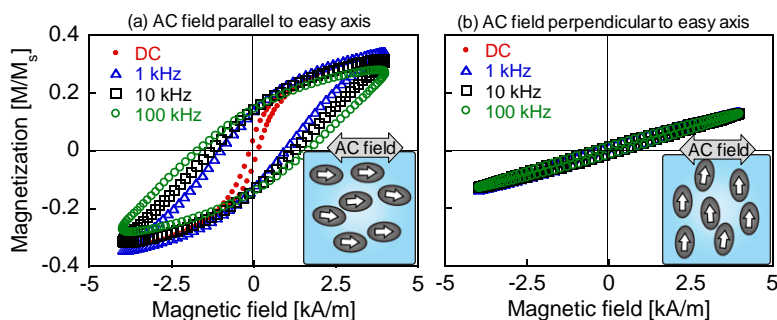 (a) AC field parallel to easy axis
(b) AC field perpendicular to easy axis
Magnetization [M/Ms]
0.4
0.2
0
-0.2
-0.4
DC
1 kHz
10 kHz
100 kHz
AC field
-5
-2.5
0
2.5
5
Magnetic field [kA/m]
DC
1 kHz
10 kHz
100 kHz
AC field
-5
-2.5
0
2.5
5
Magnetic field [kA/m]